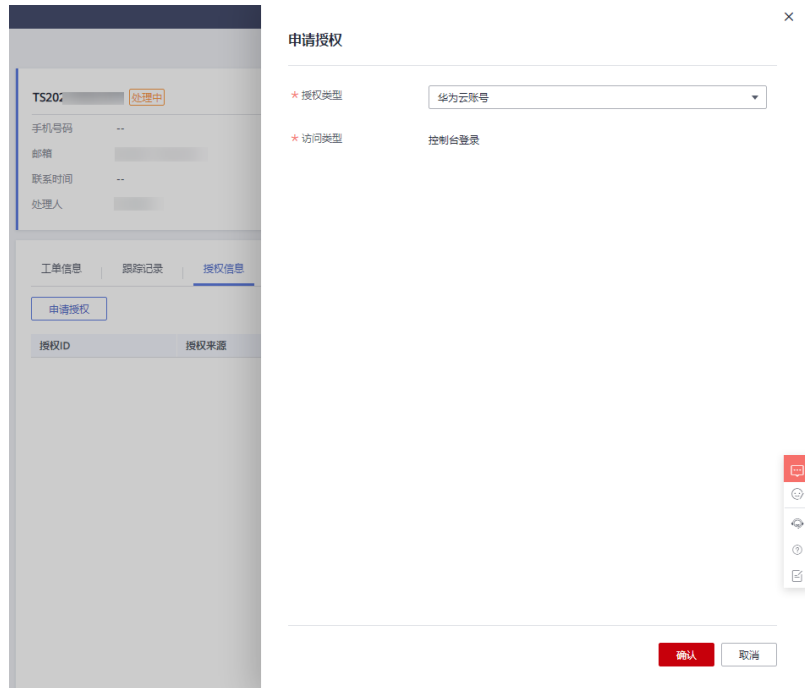 申请授权
* 授权类型 华为云账号
* 访问类型 控制台登录
TS202 处理中
手机号码 --
邮箱
联系时间 --
处理人
工单信息 跟踪记录 授权信息
申请授权
授权ID 授权来源
确认 取消